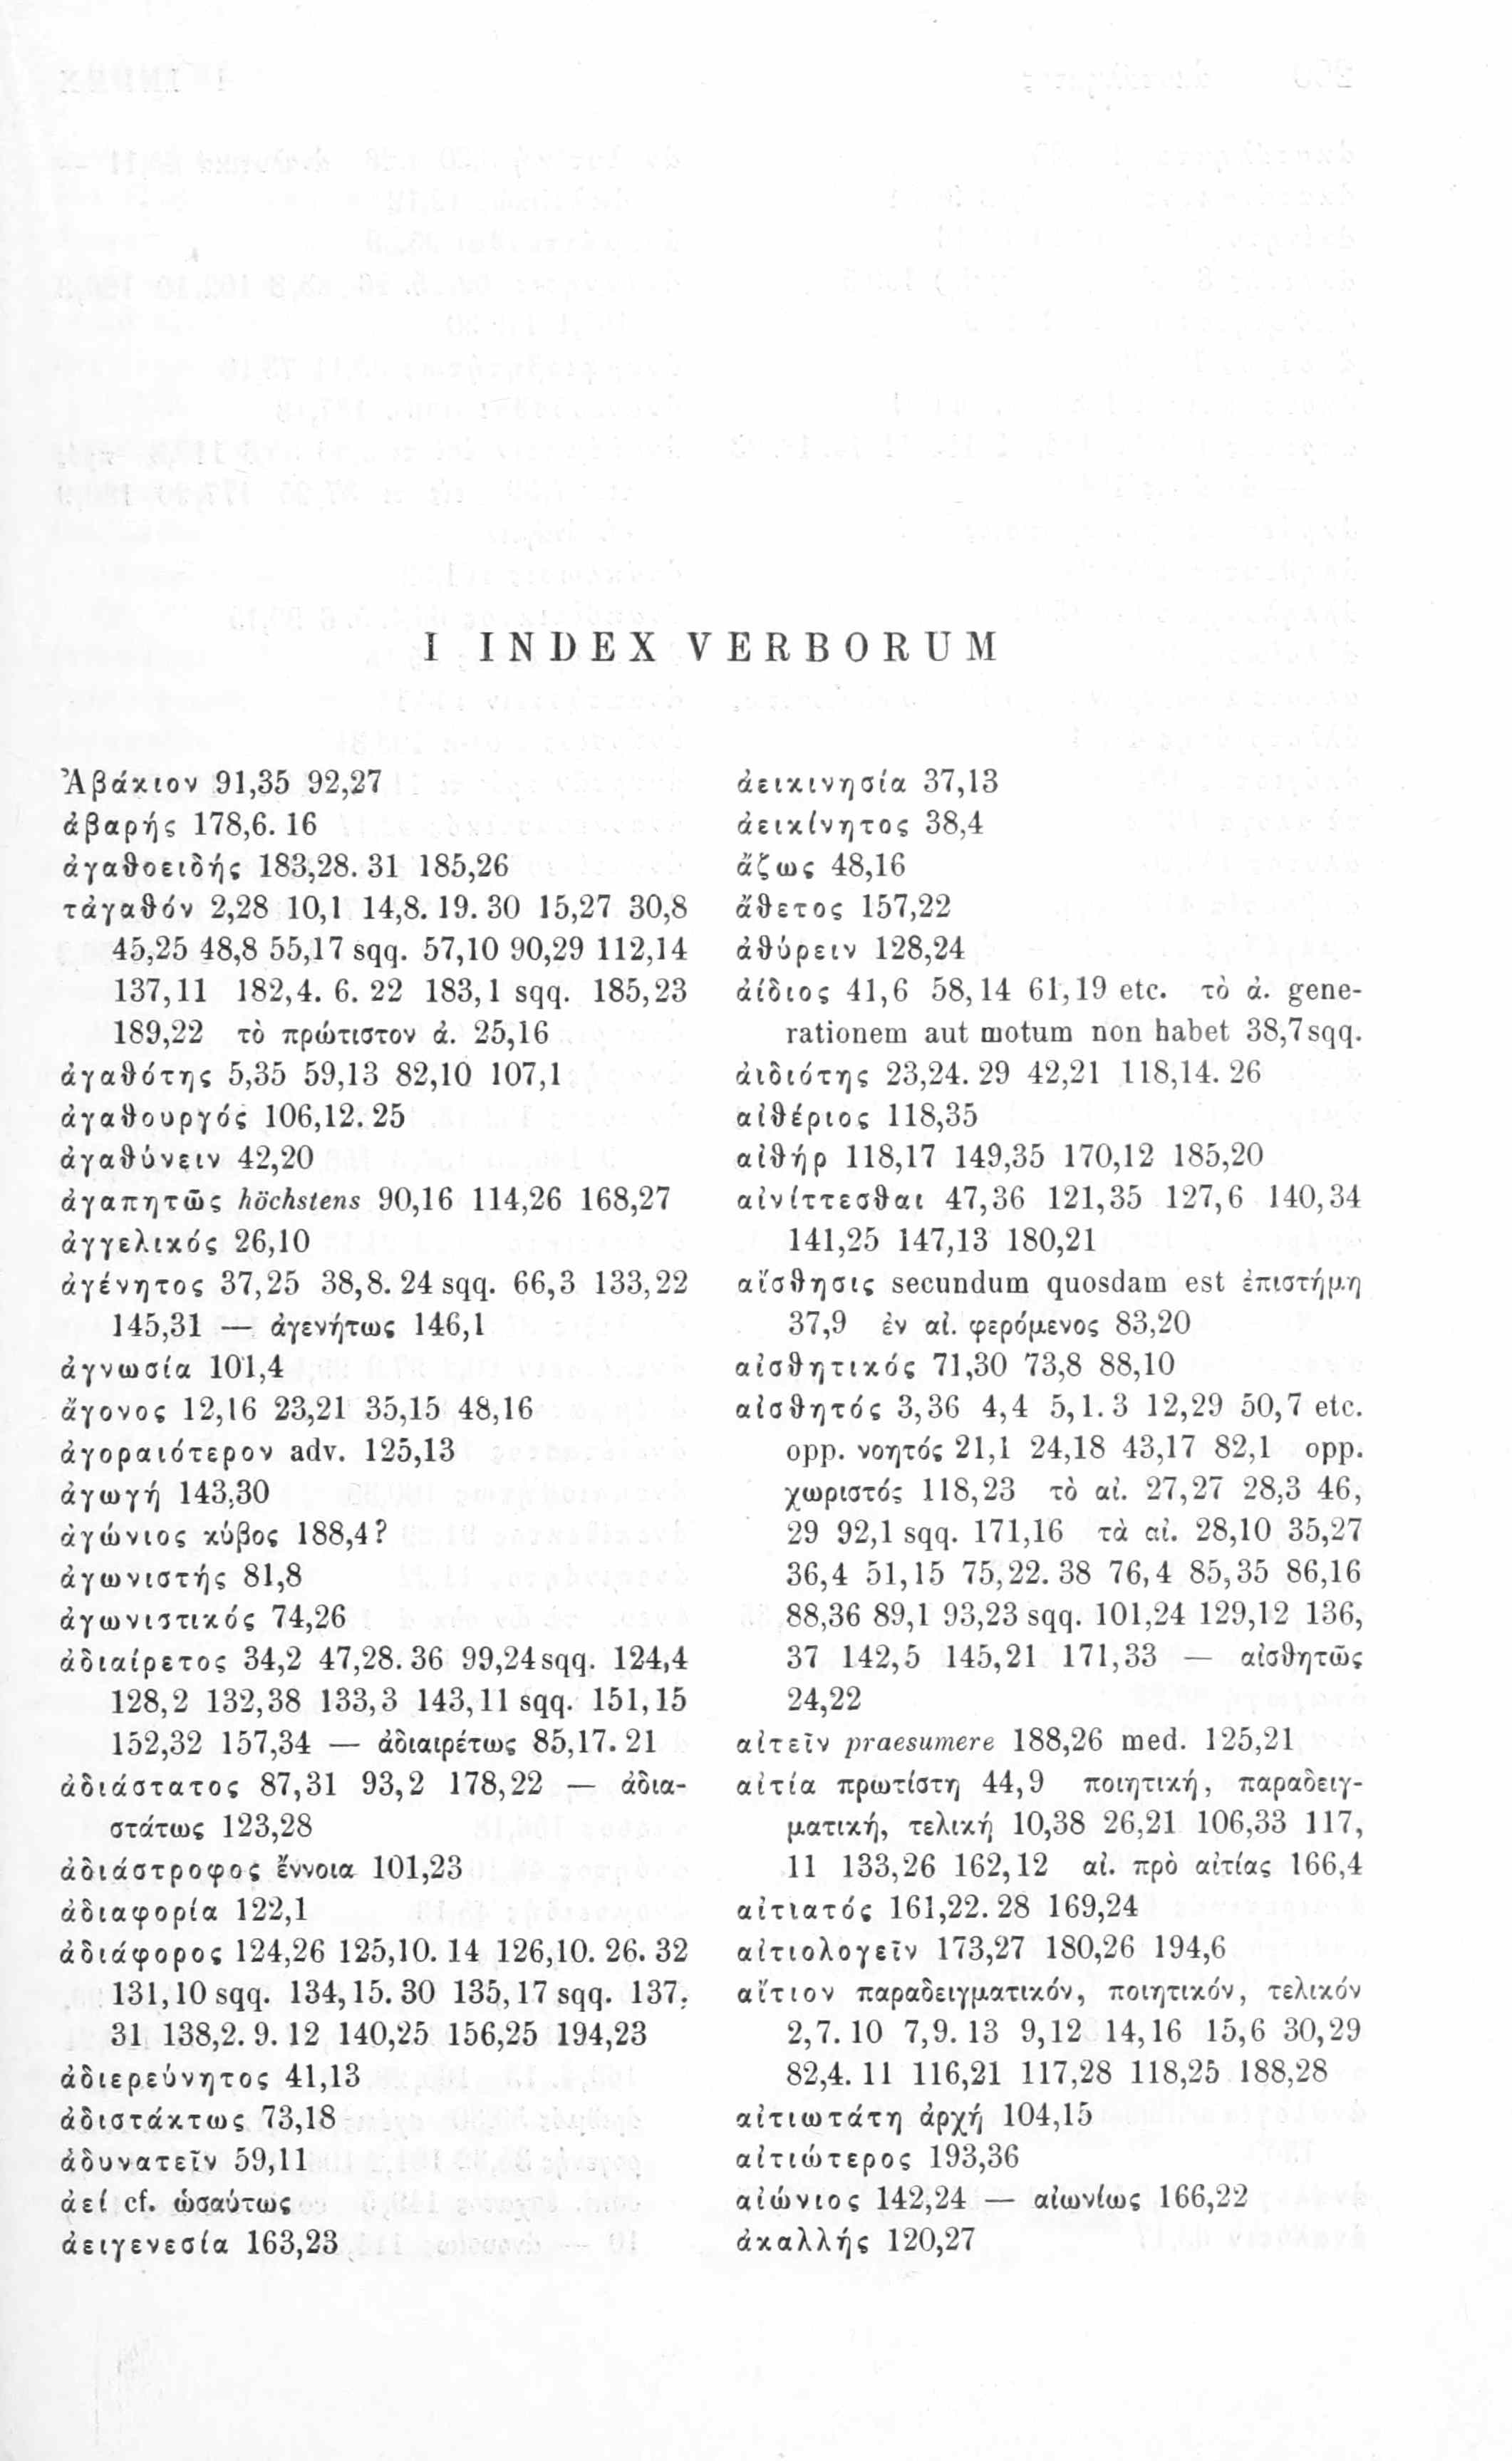 I INDEX VERBORUM
Ἀβάκιον 91,35 92,27
ἀβαρής 178,6. 16
ἀγαθοειδής 183,28. 31 185,26
τἀγαθόν 2,28 10,1 14,8. 19. 30 15,27 30,8
45,25 48,8 55,17 sqq. 57,10 90,29 112,14
137,11 182,4. 6. 22 183,1 sqq. 185,23
189,22 τὸ πρώτιστον ἀ. 25,16
ἀγαθότης 5,35 59,13 82,10 107,1
ἀγαθουργός 106,12. 25
ἀγαθύνειν 42,20
ἀγαπητῶς höchstens 90,16 114,26 168,27
ἀγγελικός 26,10
ἀγένητος 37,25 38,8. 24 sqq. 66,3 133,22
145,31 — ἀγενήτως 146,1
ἀγνωσία 101,4
ἄγονος 12,16 23,21 35,15 48,16
ἀγοραιότερον adv. 125,13
ἀγωγή 143,30
ἀγώνιος κύβος 188,4?
ἀγωνιστής 81,8
ἀγωνιστικός 74,26
ἀδιαίρετος 34,2 47,28. 36 99,24 sqq. 124,4
128,2 132,38 133,3 143,11 sqq. 151,15
152,32 157,34 — ἀδιαιρέτως 85,17. 21
ἀδιάστατος 87,31 93,2 178,22 — ἀδια-
στάτως 123,28
ἀδιάστροφος ἔννοια 101,23
ἀδιαφορία 122,1
ἀδιάφορος 124,26 125,10. 14 126,10. 26. 32
131,10 sqq. 134,15. 30 135,17 sqq. 137,
31 138,2. 9. 12 140,25 156,25 194,23
ἀδιερεύνητος 41,13
ἀδιστάκτως 73,18
ἀδυνατεῖν 59,11
ἀεί cf. ὡσαύτως
ἀειγενεσία 163,23
ἀεικινησία 37,13
ἀεικίνητος 38,4
ἄζως 48,16
ἄθετος 157,22
ἀθύρειν 128,24
ἀίδιος 41,6 58,14 61,19 etc. τὸ ἀ. gene-
rationem aut motum non habet 38,7 sqq.
ἀιδιότης 23,24. 29 42,21 118,14. 26
αἰθέριος 118,35
αἰθήρ 118,17 149,35 170,12 185,20
αἰνίττεσθαι 47,36 121,35 127,6 140,34
141,25 147,13 180,21
αἴσθησις secundum quosdam est ἐπιστήμη
37,9 ἐν αἰ. φερόμενος 83,20
αἰσθητικός 71,30 73,8 88,10
αἰσθητός 3,36 4,4 5,1. 3 12,29 50,7 etc.
opp. νοητός 21,1 24,18 43,17 82,1 opp.
χωριστός 118,23 τὸ αἰ. 27,27 28,3 46,
29 92,1 sqq. 171,16 τὰ αἰ. 28,10 35,27
36,4 51,15 75,22. 38 76,4 85,35 86,16
88,36 89,1 93,23 sqq. 101,24 129,12 136,
37 142,5 145,21 171,33 — αἰσθητῶς
24,22
αἰτεῖν praesumere 188,26 med. 125,21
αἰτία πρωτίστη 44,9 ποιητική, παραδειγ-
ματική, τελική 10,38 26,21 106,33 117,
11 133,26 162,12 αἰ. πρὸ αἰτίας 166,4
αἰτιατός 161,22. 28 169,24
αἰτιολογεῖν 173,27 180,26 194,6
αἴτιον παραδειγματικόν, ποιητικόν, τελικόν
2,7. 10 7,9. 13 9,12 14,16 15,6 30,29
82,4. 11 116,21 117,28 118,25 188,28
αἰτιωτάτη ἀρχή 104,15
αἰτιώτερος 193,36
αἰώνιος 142,24 — αἰωνίως 166,22
ἀκαλλής 120,27